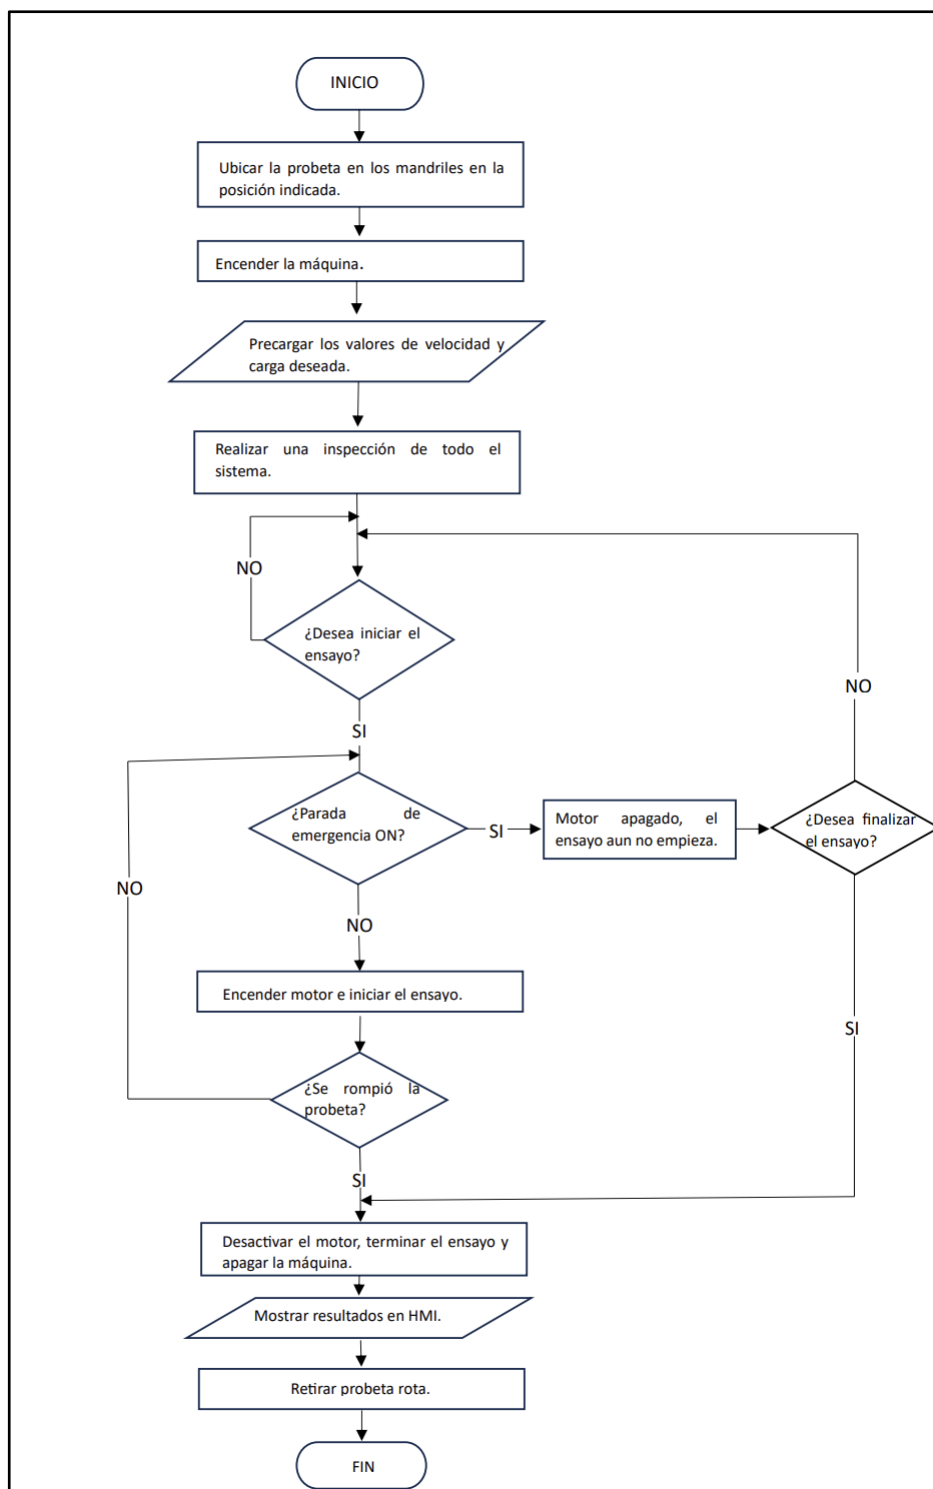 INICIO
Ubicar la probeta en los mandriles en la
posición indicada.
Encender la máquina.
Precargar los valores de velocidad y
carga deseada.
Realizar una inspección de todo el
sistema.
NO
¿Desea iniciar el
ensayo?
SI
¿Parada de
emergencia ON?
SI
Motor apagado, el
ensayo aun no empieza.
¿Desea finalizar
el ensayo?
NO
NO
NO
Encender motor e iniciar el ensayo.
SI
¿Se rompió la
probeta?
SI
Desactivar el motor, terminar el ensayo y
apagar la máquina.
Mostrar resultados en HMI.
Retirar probeta rota.
FIN